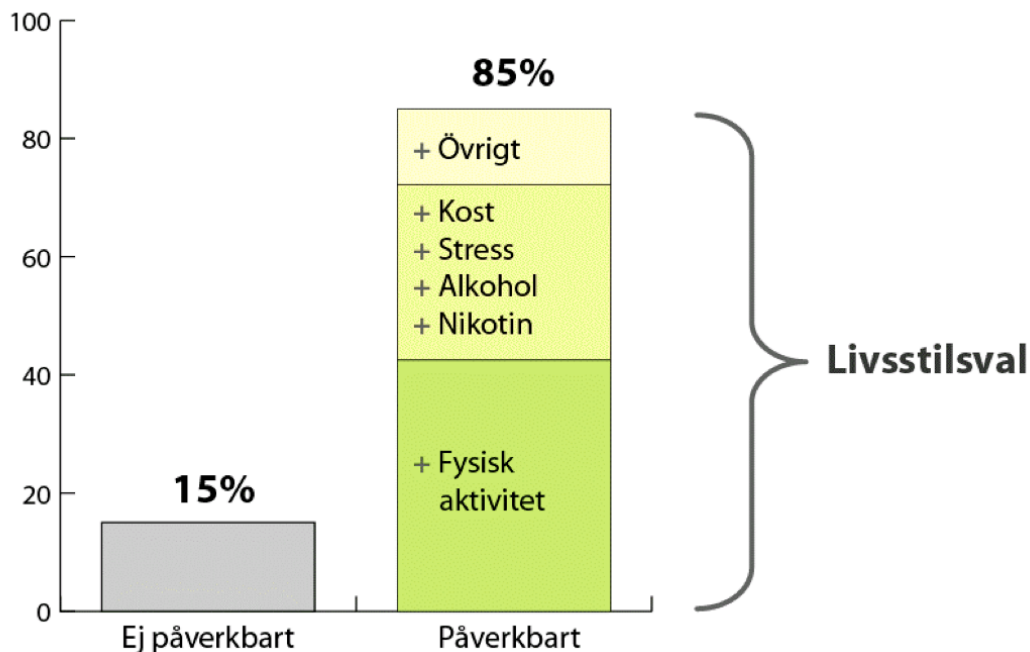 100
80
60
40
20
0
15%
85%
+ Övrigt
+ Kost
+ Stress
+ Alkohol
+ Nikotin
+ Fysisk
aktivitet
Livsstilsval
Ej påverkbart
Påverkbart